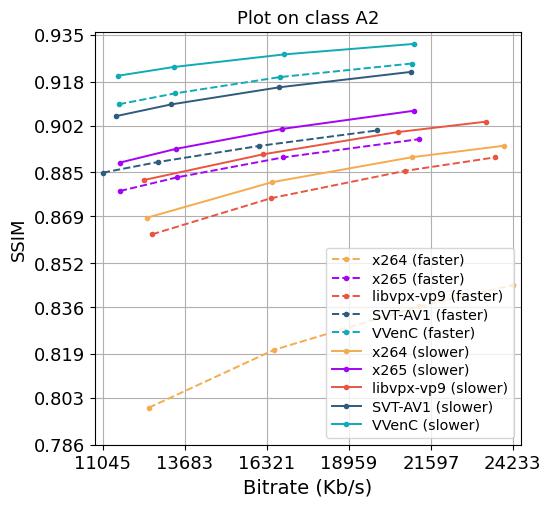 Plot on class A2
SSIM
0.935
0.918
0.902
0.885
0.869
0.852
0.836
0.819
0.803
0.786
x264 (faster)
x265 (faster)
libvpx-vp9 (faster)
SVT-AV1 (faster)
VVenC (faster)
x264 (slower)
x265 (slower)
libvpx-vp9 (slower)
SVT-AV1 (slower)
VVenC (slower)
11045 13683 16321 18959 21597 24233
Bitrate (Kb/s)